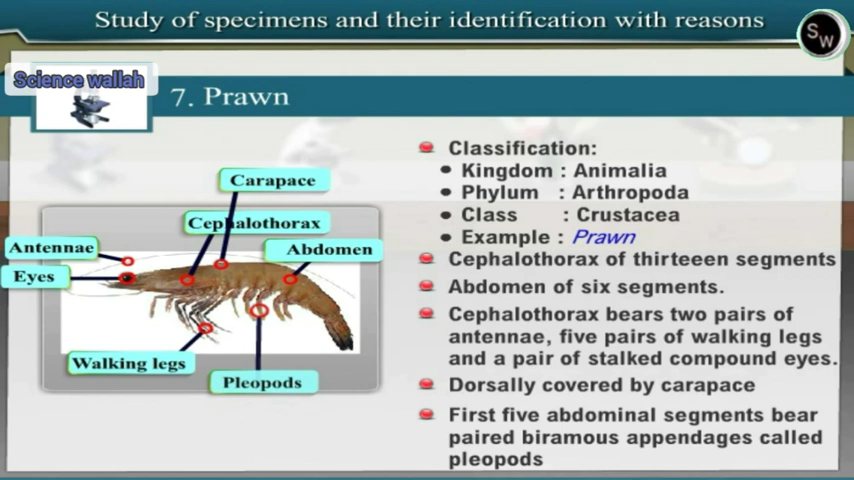 Study of specimens and their identification with reasons
SW
Science wallah
7. Prawn
Carapace
Cephalothorax
Antennae
Abdomen
Eyes
Walking legs
Pleopods
Classification:
Kingdom : Animalia
Phylum : Arthropoda
Class : Crustacea
Example : Prawn
Cephalothorax of thirteeen segments
Abdomen of six segments.
Cephalothorax bears two pairs of
antennae, five pairs of walking legs
and a pair of stalked compound eyes.
Dorsally covered by carapace
First five abdominal segments bear
paired biramous appendages called
pleopods